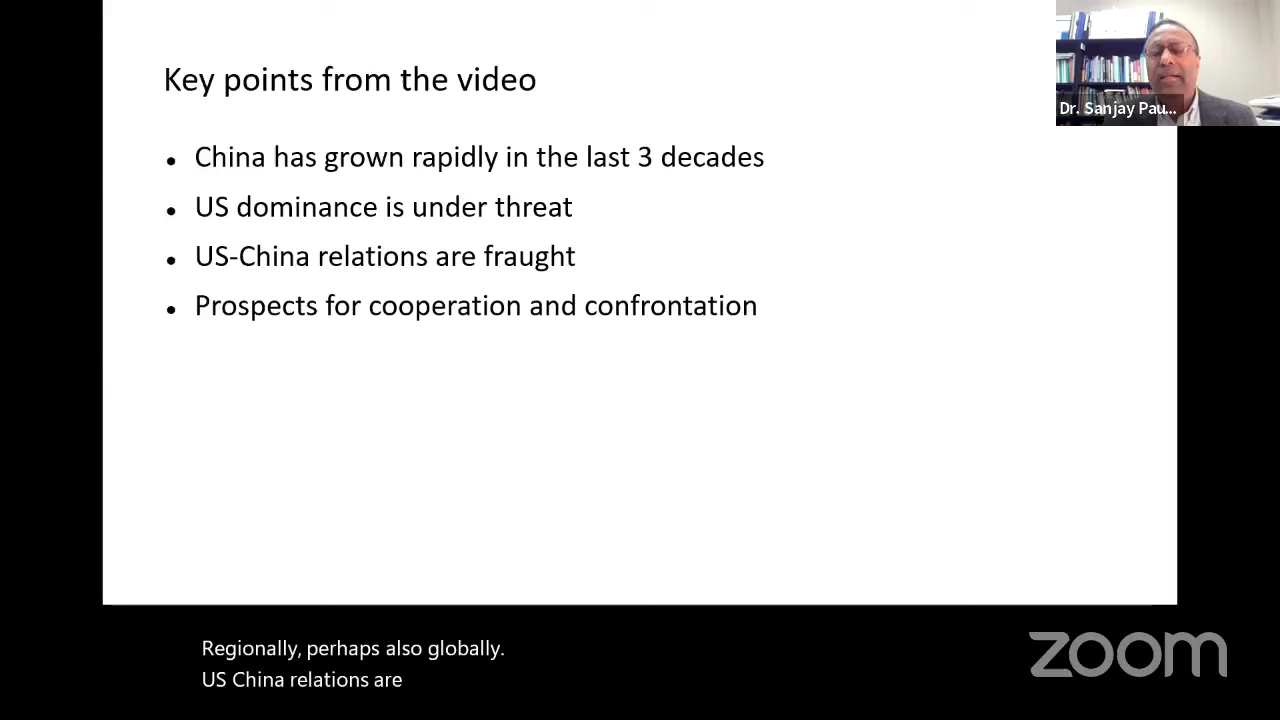 Key points from the video
Dr. Sanjay Pau...
• China has grown rapidly in the last 3 decades
• US dominance is under threat
• US-China relations are fraught
• Prospects for cooperation and confrontation
Regionally, perhaps also globally.
US China relations are
zoom